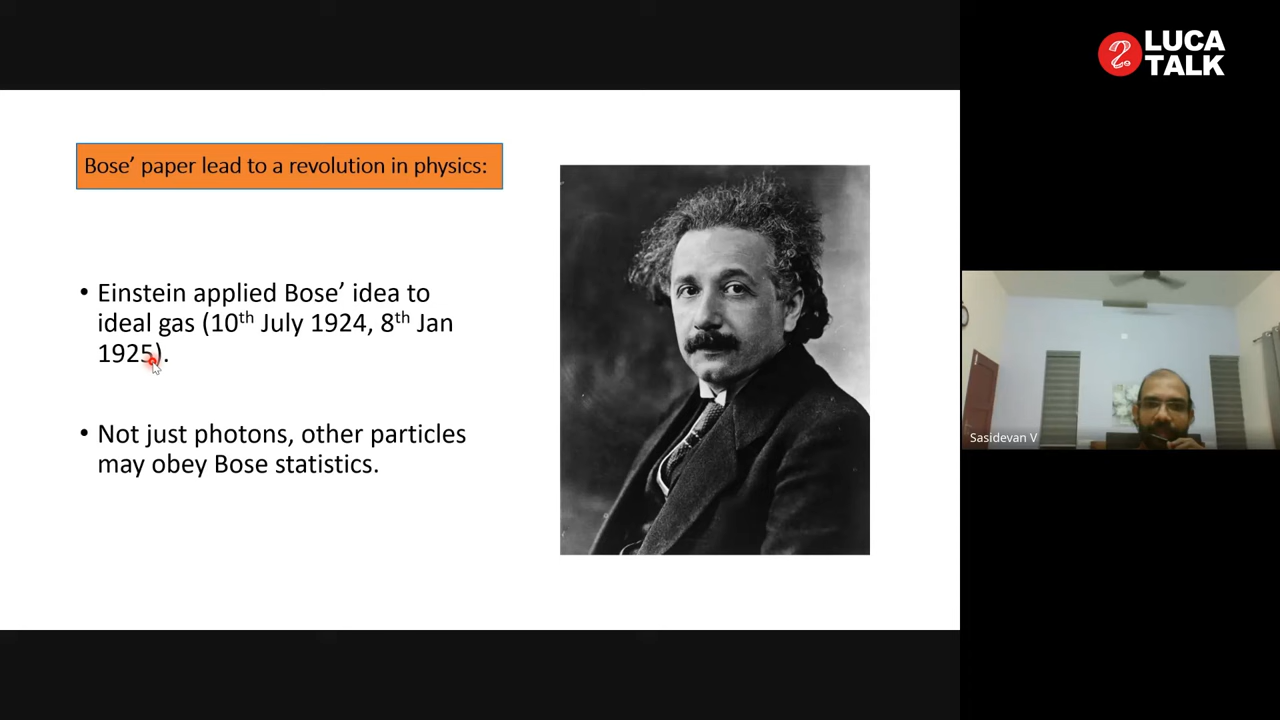 LUCA
TALK
Bose’ paper lead to a revolution in physics:
• Einstein applied Bose’ idea to
ideal gas (10th July 1924, 8th Jan
1925).
• Not just photons, other particles
may obey Bose statistics.
Sasidevan V